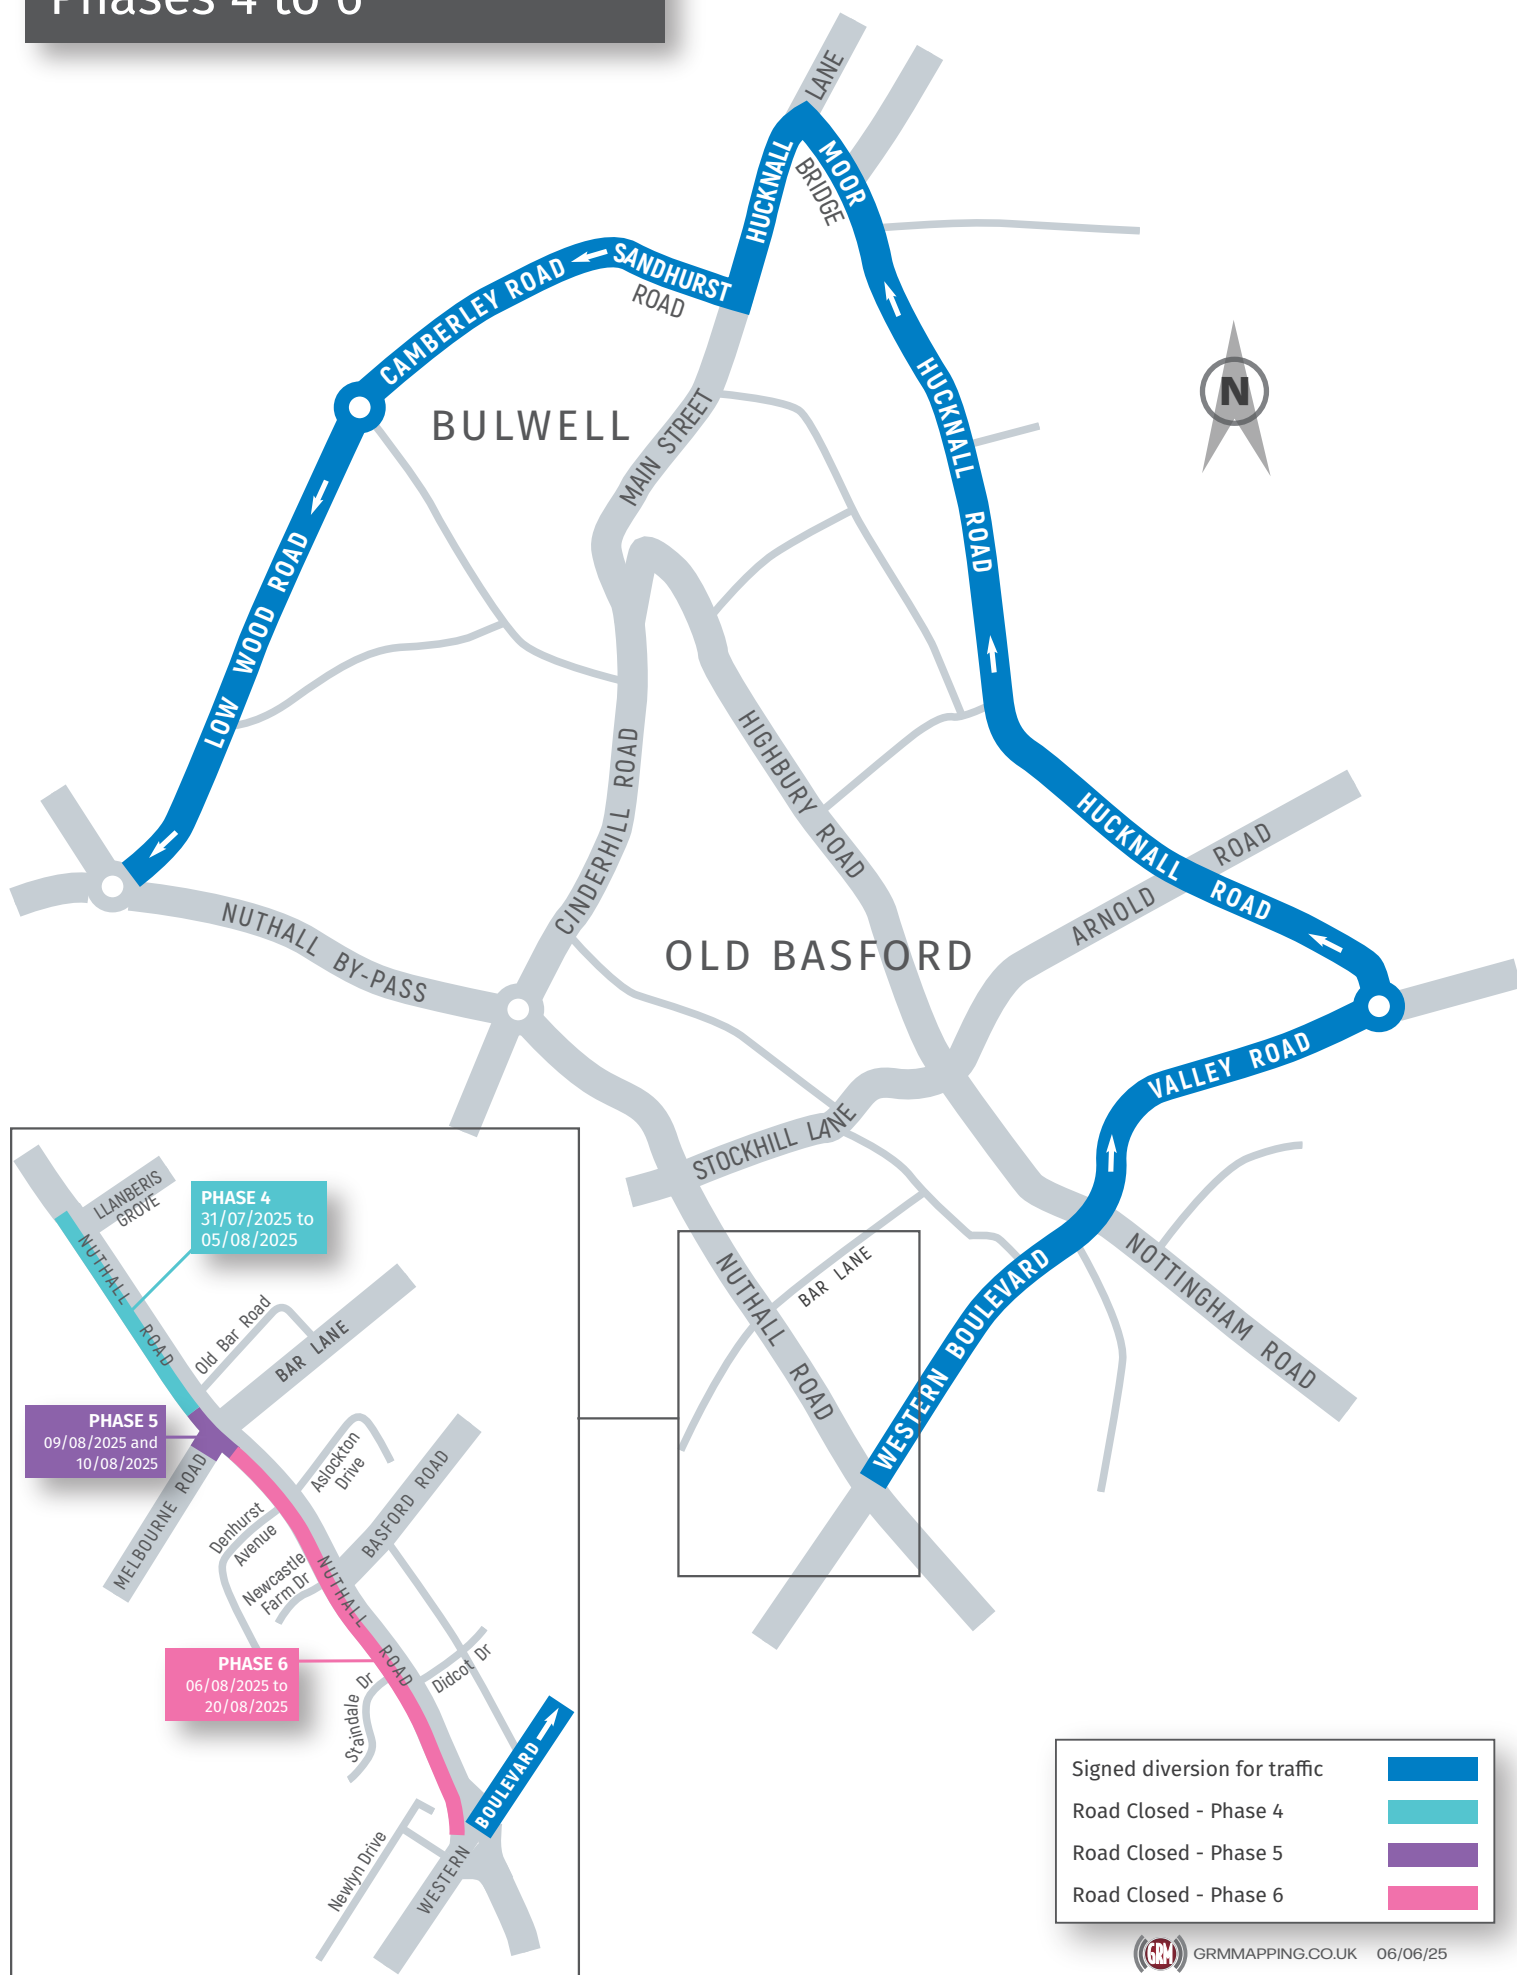 Phases 4 to 6
LANE
HUCKNALL
MOOR
BRIDGE
SANDHURST
ROAD
CAMBERLEY ROAD
BULWELL
MAIN STREET
HUCKNALL ROAD
N
LOW WOOD ROAD
CINDERHILL ROAD
HIGHBURY ROAD
HUCKNALL ROAD
ARNOLD ROAD
NUTHALL BY-PASS
OLD BASFORD
VALLEY ROAD
STOCKHILL LANE
BAR LANE
NUTHALL ROAD
WESTERN BOULEVARD
NOTTINGHAM ROAD
LLANBERIS
GROVE
PHASE 4
31/07/2025 to
05/08/2025
NUTHALL ROAD
Old Bar Road
BAR LANE
PHASE 5
09/08/2025 and
10/08/2025
MELBOURNE ROAD
Aslockton
Drive
BASFORD ROAD
Denhurst
Avenue
Newcastle
Farm Dr
NUTHALL ROAD
PHASE 6
06/08/2025 to
20/08/2025
Didcot Dr
Staindale Dr
BOULEVARD
WESTERN
Newlyn Drive
Signed diversion for traffic
Road Closed - Phase 4
Road Closed - Phase 5
Road Closed - Phase 6
GRM
GRMMAPPING.CO.UK 06/06/25